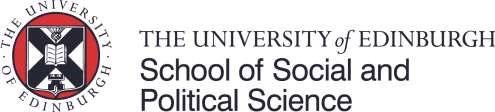 THE UNIVERSITY
OF EDINBURGH
THE UNIVERSITY of EDINBURGH
School of Social and
Political Science